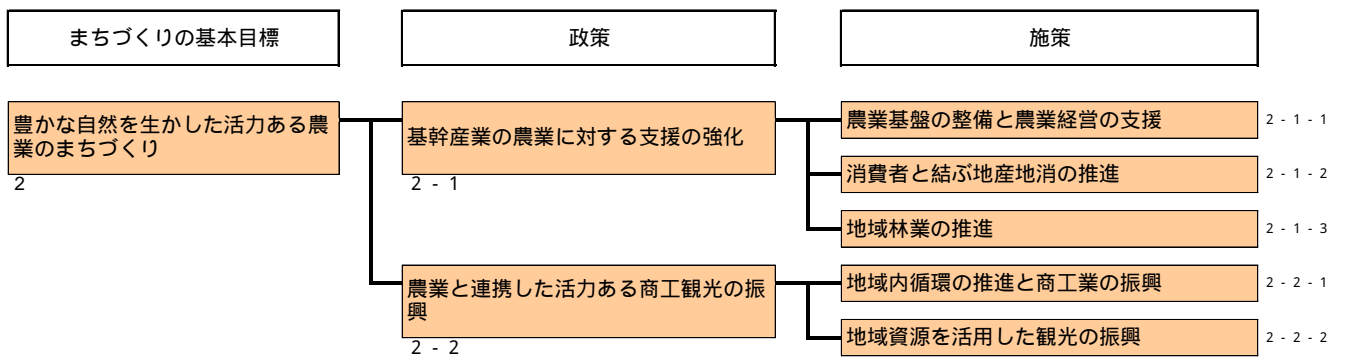 まちづくりの基本目標
政策
施策
豊かな自然を生かした活力ある農
業のまちづくり
2
基幹産業の農業に対する支援の強化
2 - 1
農業基盤の整備と農業経営の支援
2 - 1 - 1
消費者と結ぶ地産地消の推進
2 - 1 - 2
地域林業の推進
2 - 1 - 3
農業と連携した活力ある商工観光の振
興
2 - 2
地域内循環の推進と商工業の振興
2 - 2 - 1
地域資源を活用した観光の振興
2 - 2 - 2